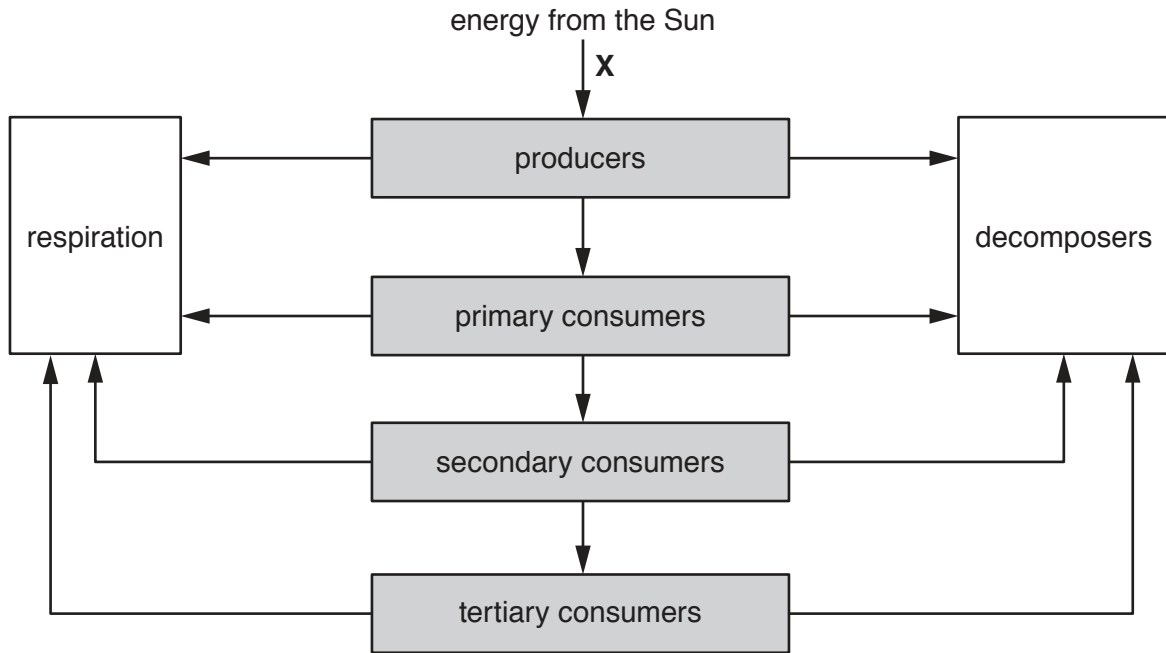 energy from the Sun
X
producers
respiration
decomposers
primary consumers
secondary consumers
tertiary consumers